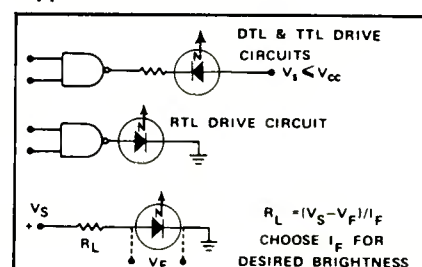 DTL & TTL DRIVE
CIRCUITS
Vs ≤ Vcc
RTL DRIVE CIRCUIT
VS
+
RL
VF
RL = (VS-VF)/IF
CHOOSE IF FOR
DESIRED BRIGHTNESS